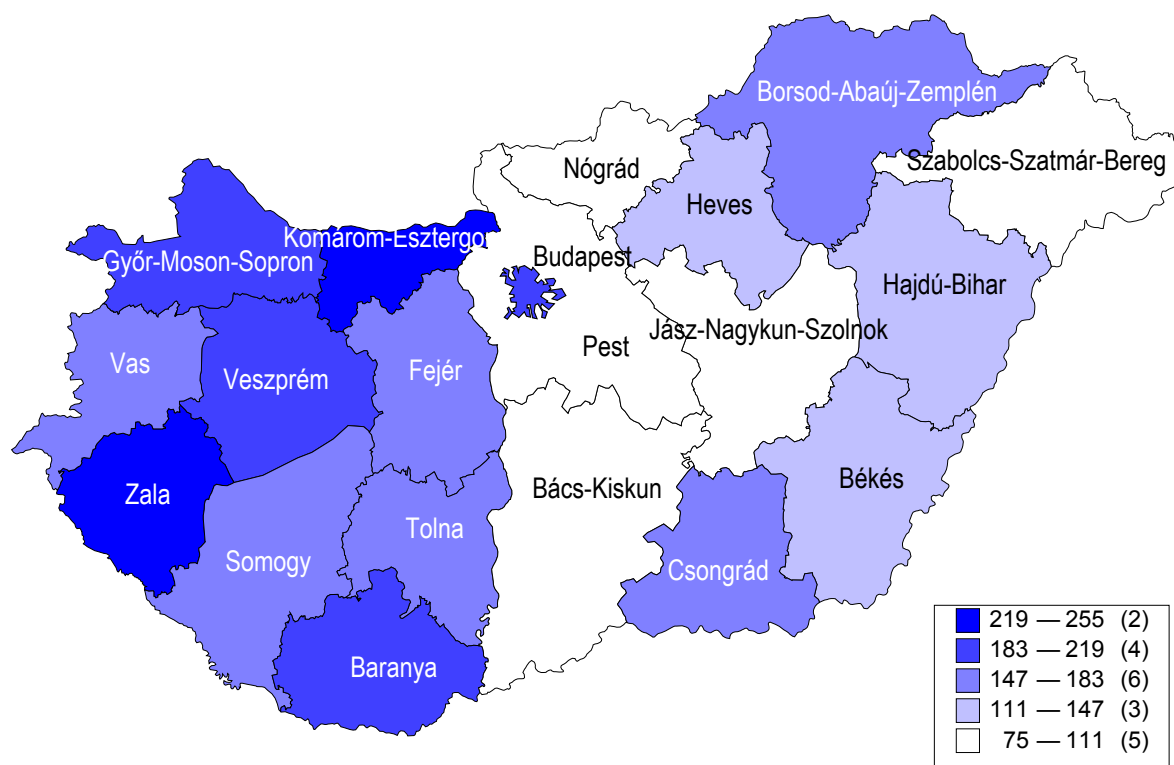 Borsod-Abaúj-Zemplén
Szabolcs-Szatmár-Bereg
Nógrád
Heves
Komárom-Esztergo
Budapest
Győr-Moson-Sopron
Hajdú-Bihar
Jász-Nagykun-Szolnok
Pest
Vas
Veszprém
Fejér
Zala
Bács-Kiskun
Békés
Tolna
Somogy
Csongrád
Baranya
219 — 255 (2)
183 — 219 (4)
147 — 183 (6)
111 — 147 (3)
75 — 111 (5)